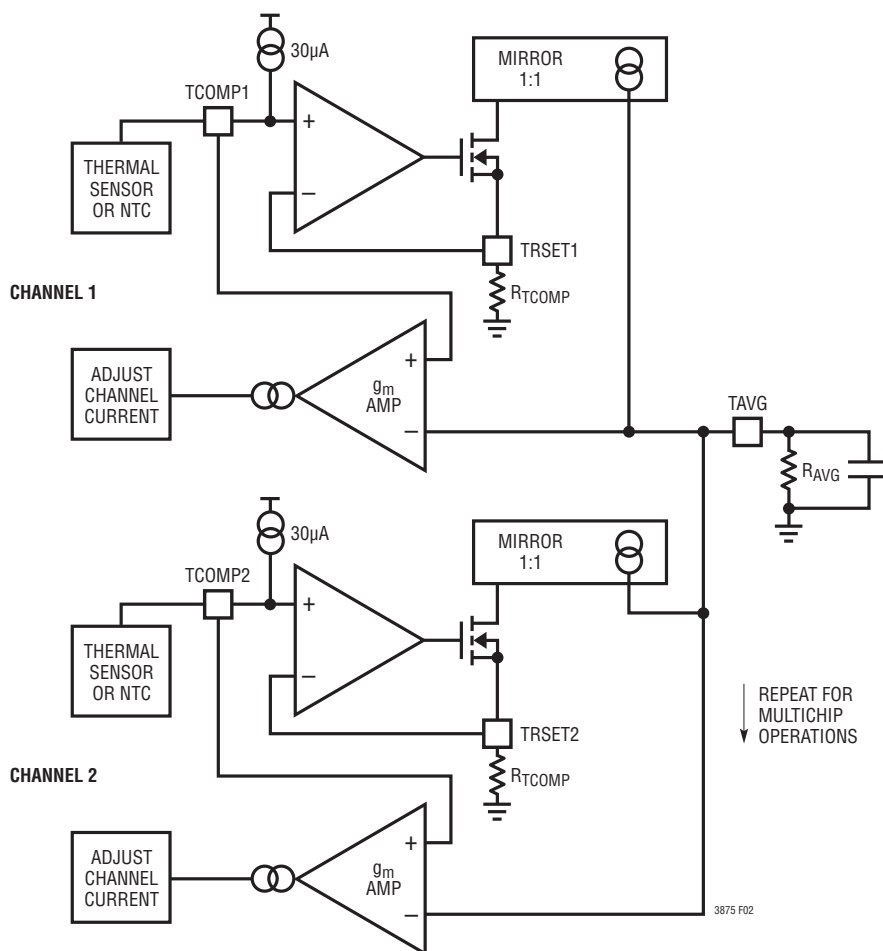 30µA
MIRROR
1:1
TCOMP1
+
THERMAL
SENSOR
OR NTC
–
TRSET1
RTCOMP
CHANNEL 1
ADJUST
CHANNEL
CURRENT
gm
AMP
+
–
TAVG
RAVG
30µA
MIRROR
1:1
TCOMP2
+
THERMAL
SENSOR
OR NTC
–
TRSET2
RTCOMP
REPEAT FOR
MULTICHIP
OPERATIONS
CHANNEL 2
ADJUST
CHANNEL
CURRENT
gm
AMP
+
–
3875 F02